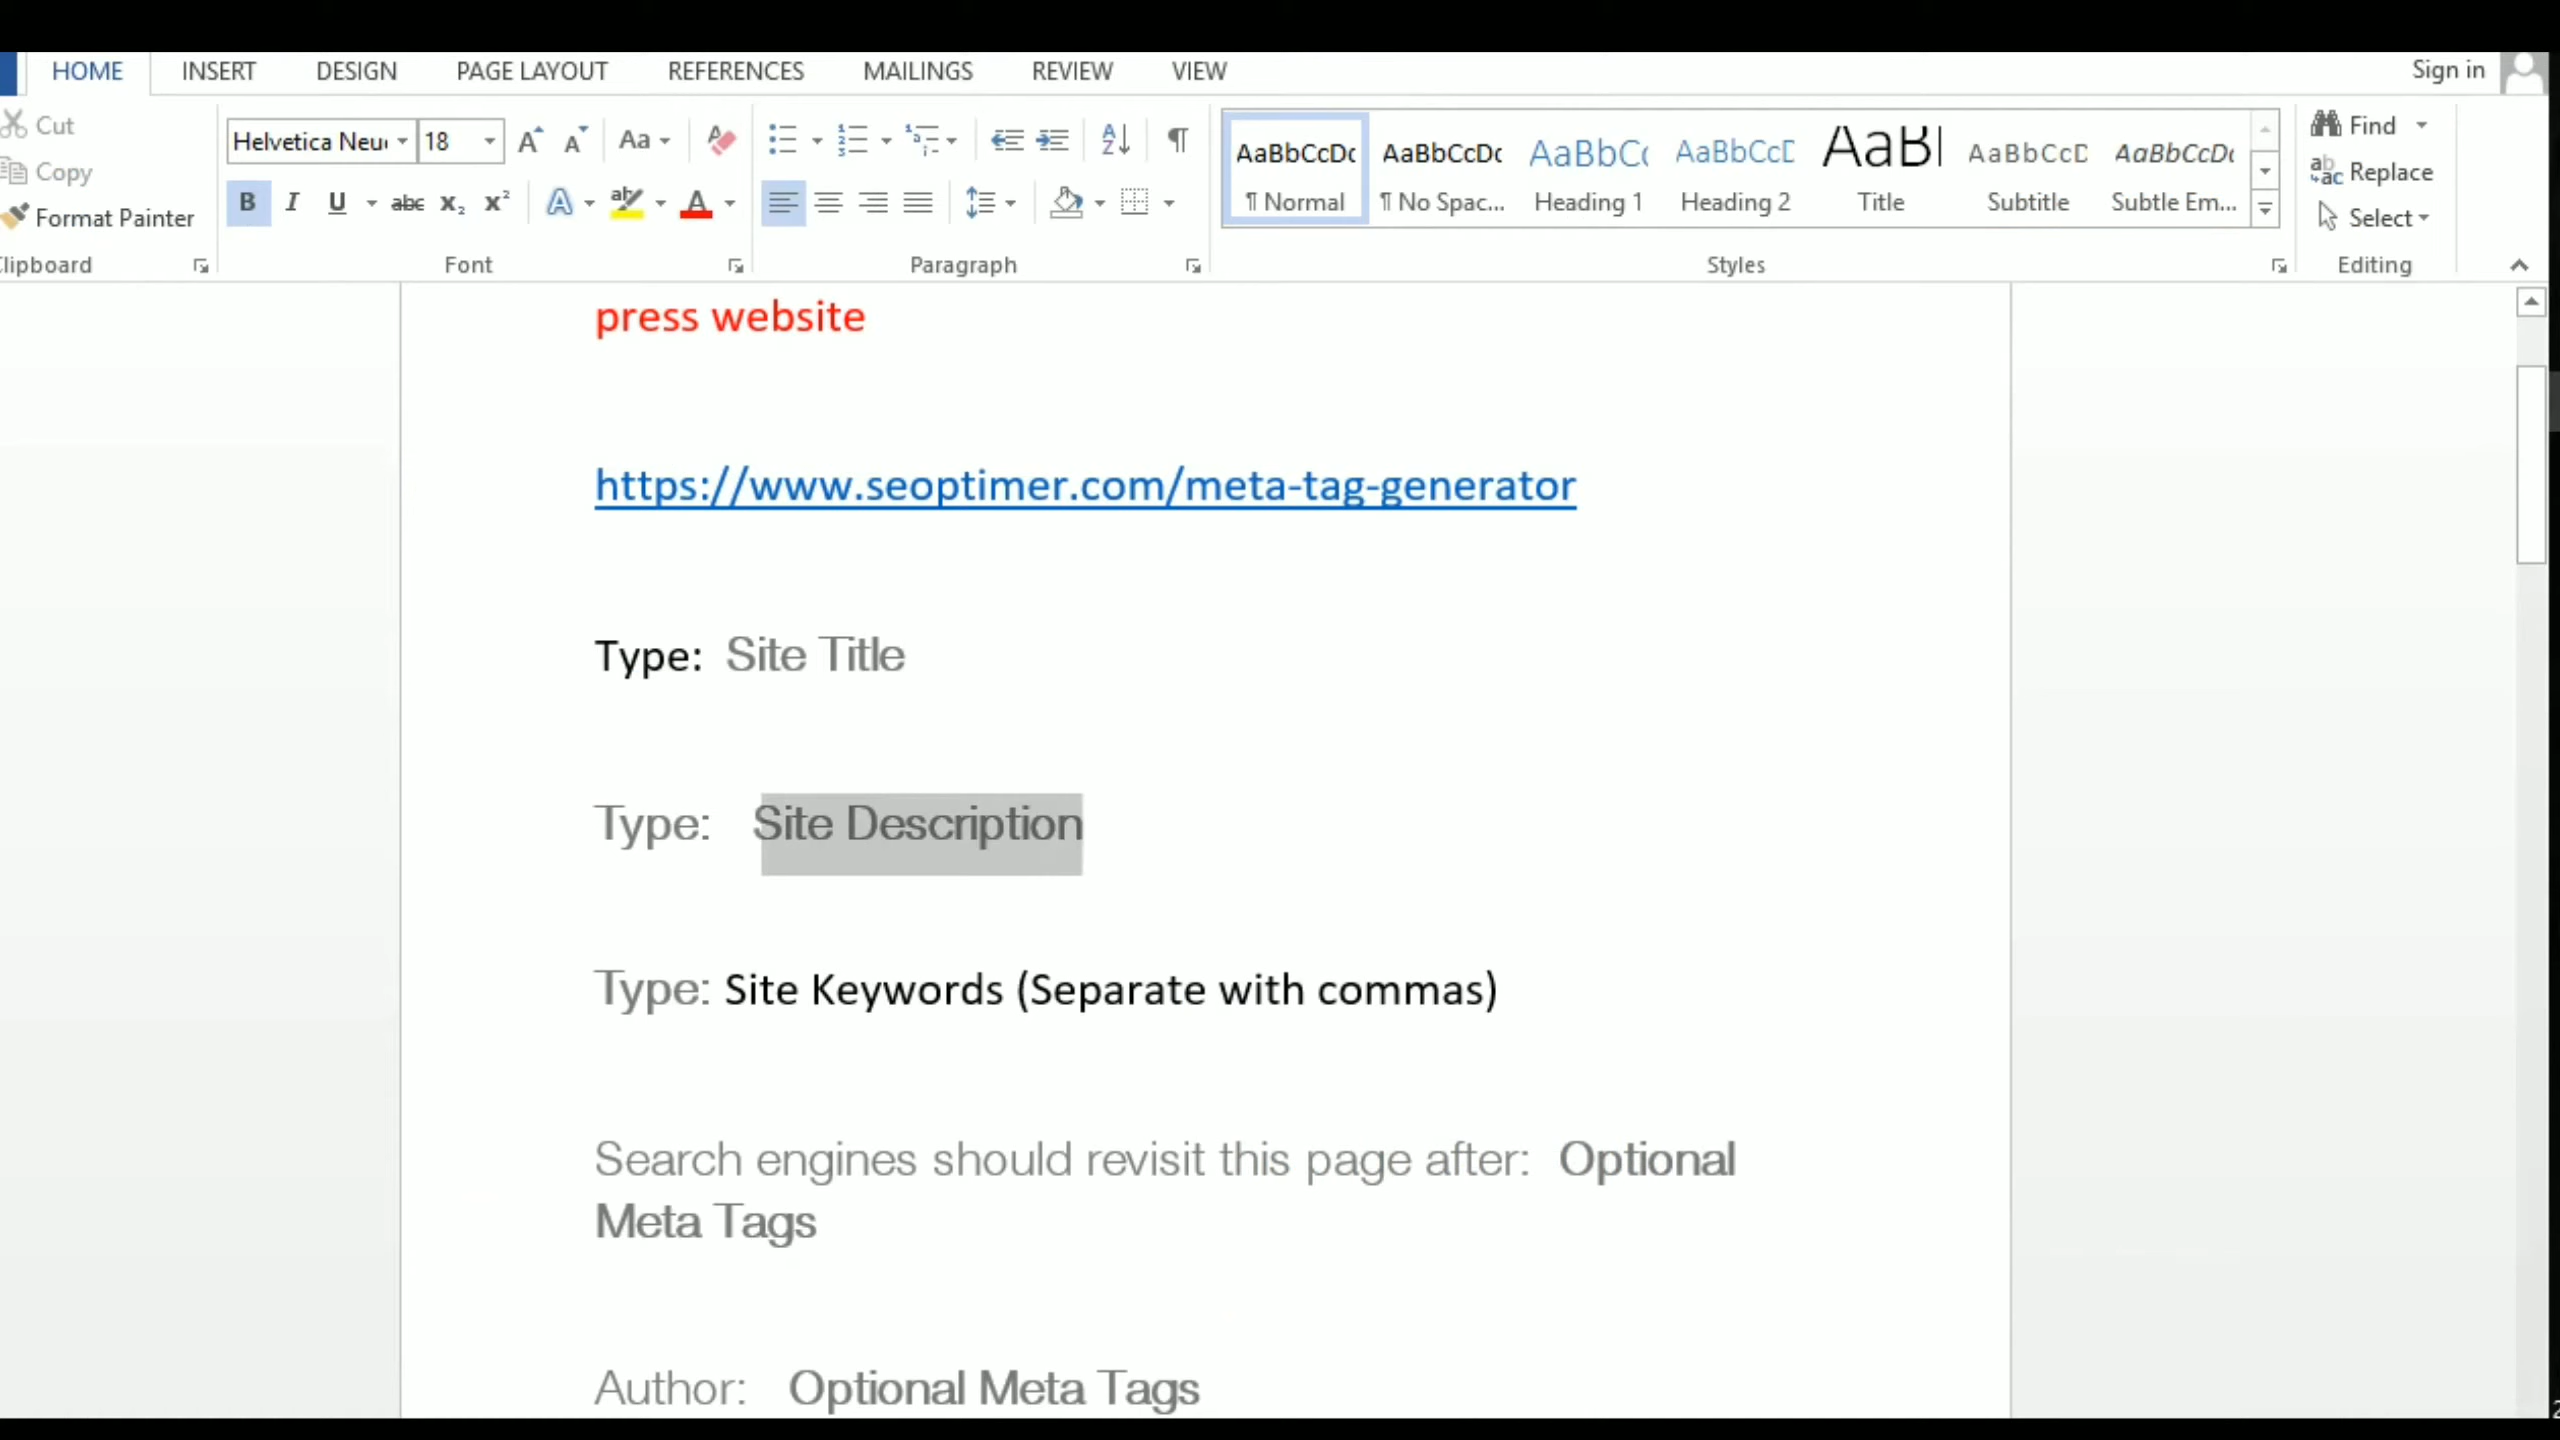 HOME INSERT DESIGN PAGE LAYOUT REFERENCES MAILINGS REVIEW VIEW Sign in
Cut
Copy
Format Painter
Clipboard
Helvetica Neu 18
Aa
B I U abc x₂ x²
Font
Paragraph
AaBbCcDc AaBbCcDc AaBbC AaBbCcD AaB AaBbCcD AaBbCcDc
¶ Normal ¶ No Spac... Heading 1 Heading 2 Title Subtitle Subtle Em...
Styles
Find
Replace
Select
Editing
press website
https://www.seoptimer.com/meta-tag-generator
Type: Site Title
Type: Site Description
Type: Site Keywords (Separate with commas)
Search engines should revisit this page after: Optional
Meta Tags
Author: Optional Meta Tags